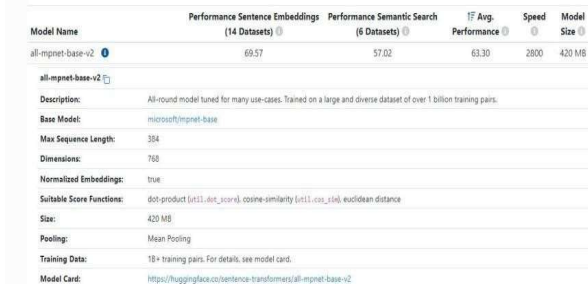 Model Name Performance Sentence Embeddings (14 Datasets) Performance Semantic Search (6 Datasets) Avg. Performance Speed Model Size
all-mpnet-base-v2 69.57 57.02 63.30 2800 420 MB
all-mpnet-base-v2
Description: All-round model tuned for many use-cases. Trained on a large and diverse dataset of over 1 billion training pairs.
Base Model: microsoft/mpnet-base
Max Sequence Length: 384
Dimensions: 768
Normalized Embeddings: true
Suitable Score Functions: dot-product (util.dot_score), cosine-similarity (util.cos_sim), euclidean distance
Size: 420 MB
Pooling: Mean Pooling
Training Data: 1B+ training pairs. For details, see model card.
Model Card: https://huggingface.co/sentence-transformers/all-mpnet-base-v2